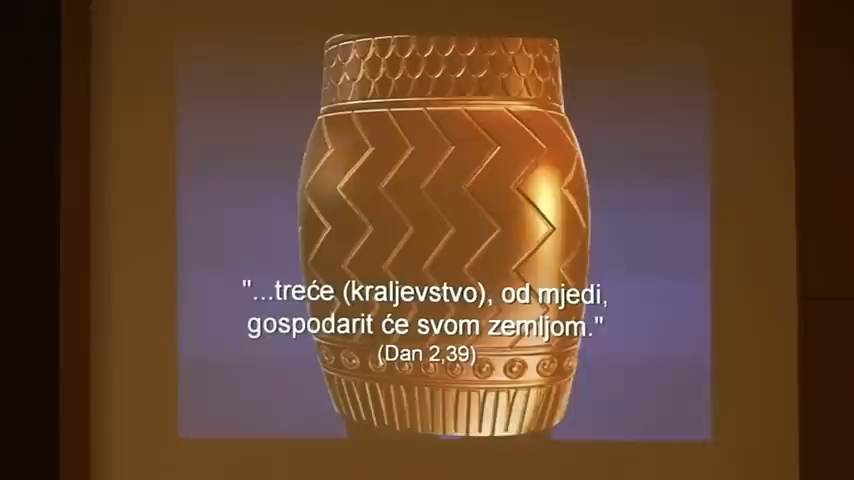 "...treće (kraljevstvo), od mjedi,
gospodarit će svom zemljom."
(Dan 2,39)